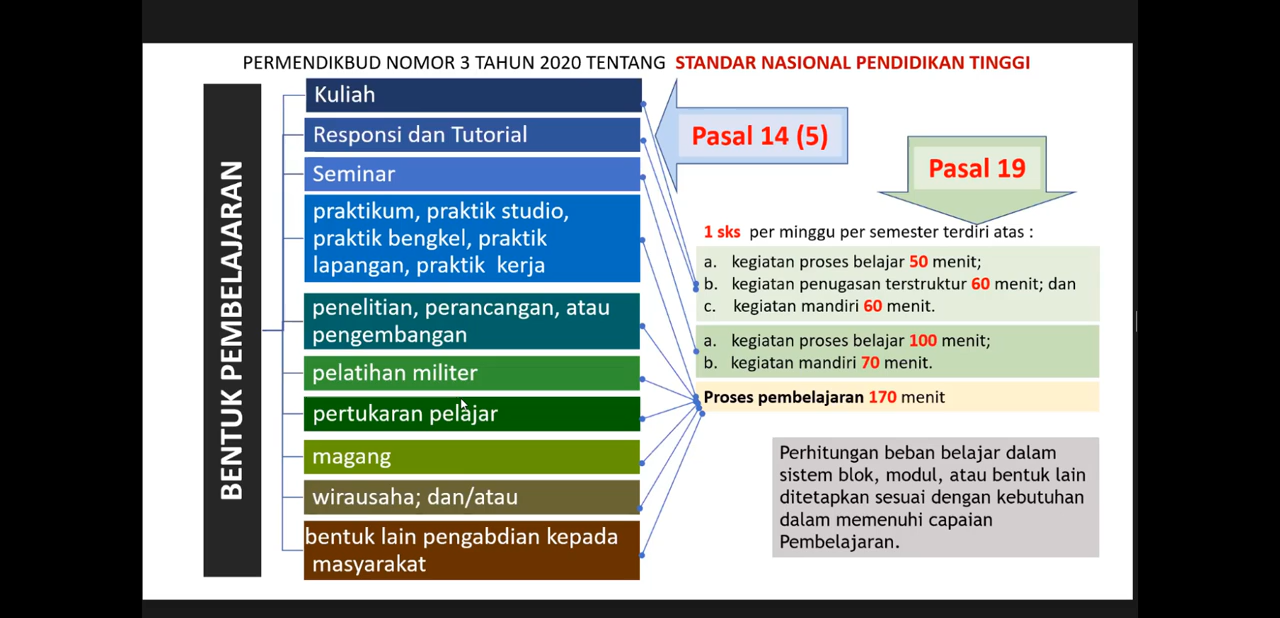 PERMENDIKBUD NOMOR 3 TAHUN 2020 TENTANG STANDAR NASIONAL PENDIDIKAN TINGGI
BENTUK PEMBELAJARAN
Kuliah
Responsi dan Tutorial
Seminar
praktikum, praktik studio,
praktik bengkel, praktik
lapangan, praktik kerja
penelitian, perancangan, atau
pengembangan
pelatihan militer
pertukaran pelajar
magang
wirausaha; dan/atau
bentuk lain pengabdian kepada
masyarakat
Pasal 14 (5)
Pasal 19
1 sks per minggu per semester terdiri atas :
a. kegiatan proses belajar 50 menit;
b. kegiatan penugasan terstruktur 60 menit; dan
c. kegiatan mandiri 60 menit.
a. kegiatan proses belajar 100 menit;
b. kegiatan mandiri 70 menit.
Proses pembelajaran 170 menit
Perhitungan beban belajar dalam
sistem blok, modul, atau bentuk lain
ditetapkan sesuai dengan kebutuhan
dalam memenuhi capaian
Pembelajaran.